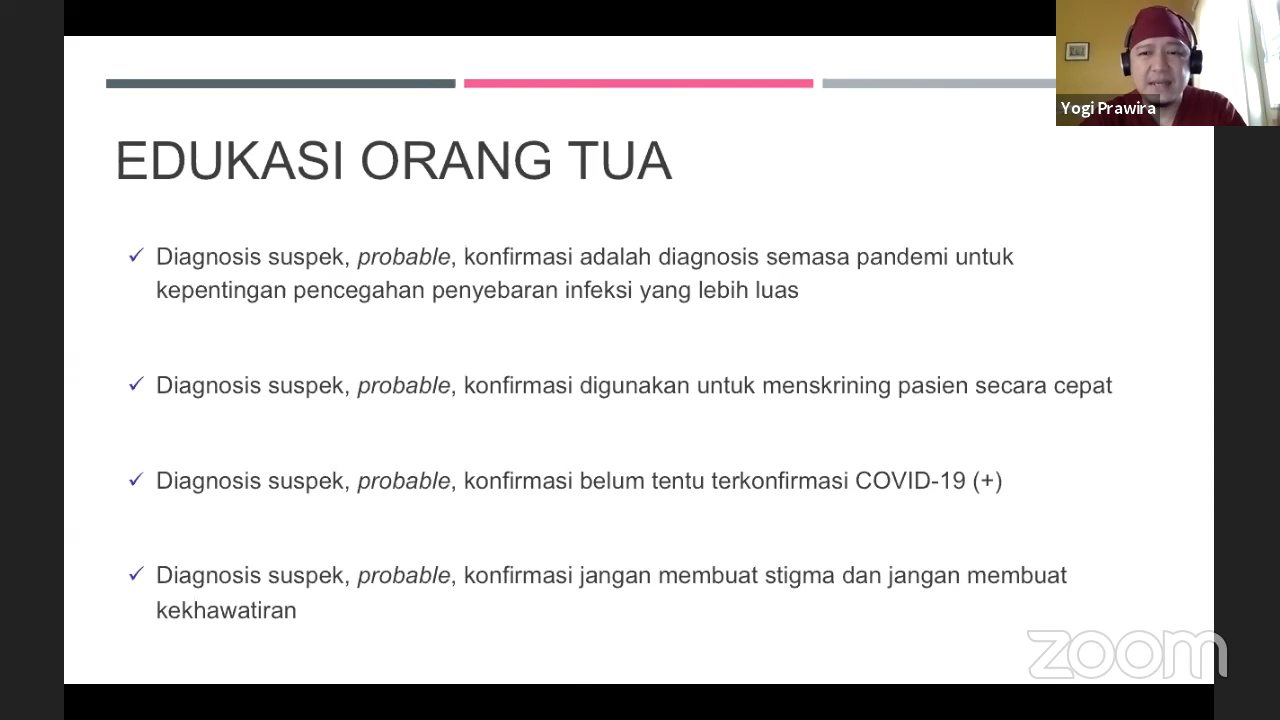 Yogi Prawira
EDUKASI ORANG TUA
✓ Diagnosis suspek, probable, konfirmasi adalah diagnosis semasa pandemi untuk
kepentingan pencegahan penyebaran infeksi yang lebih luas
✓ Diagnosis suspek, probable, konfirmasi digunakan untuk menskrining pasien secara cepat
✓ Diagnosis suspek, probable, konfirmasi belum tentu terkonfirmasi COVID-19 (+)
✓ Diagnosis suspek, probable, konfirmasi jangan membuat stigma dan jangan membuat
kekhawatiran
zoom